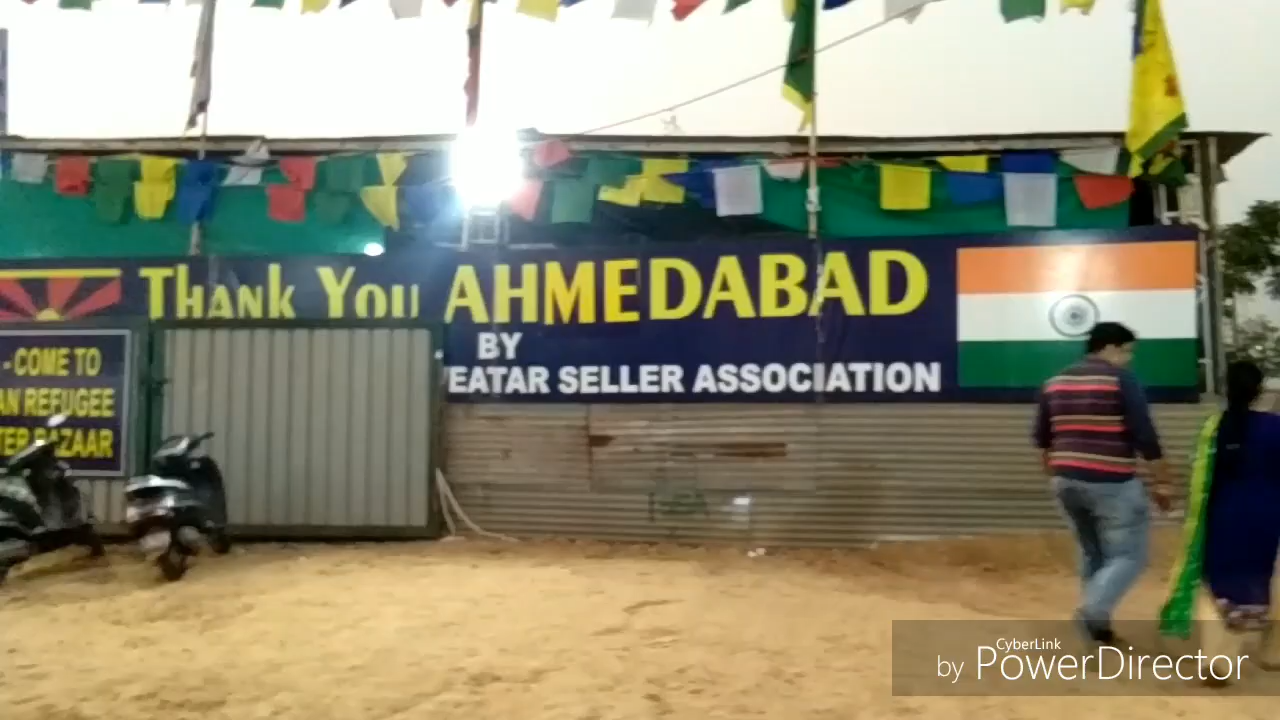 Thank You AHMEDABAD
BY
EATAR SELLER ASSOCIATION
- COME TO
AN REFUGEE
TER BAZAAR
CyberLink
by PowerDirector